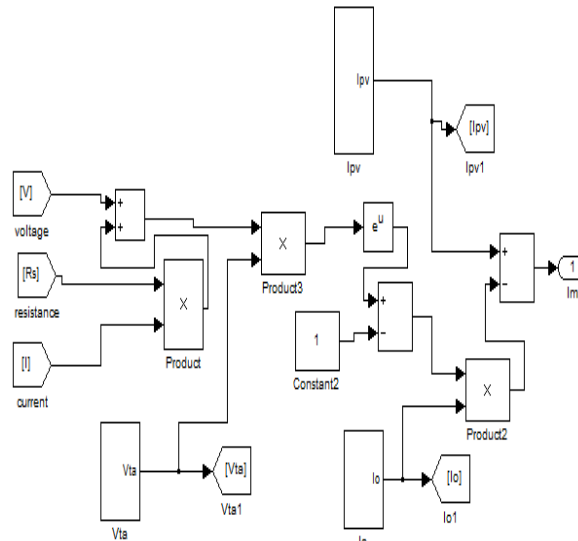 Ipv
[Ipv]
Ipv
Ipv1
[V]
+
+
voltage
[Rs]
resistance
×
Product
[I]
current
×
Product3
e^u
+
−
1
Constant2
+
−
1
Im
×
Product2
Vta
[Vta]
Vta
Vta1
Io
[Io]
Io1